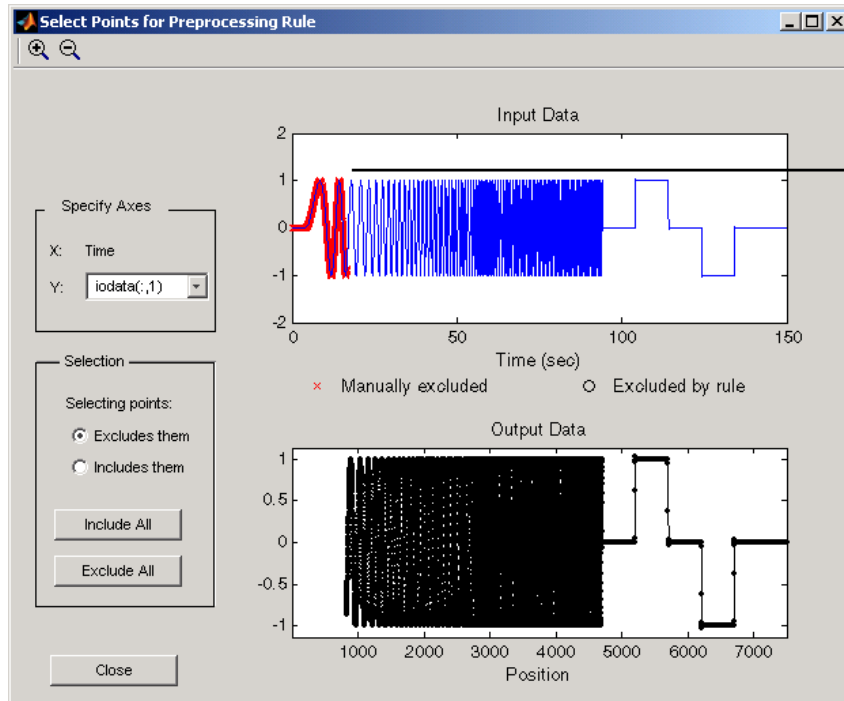 Select Points for Preprocessing Rule
Input Data
2
1
0
-1
-2
0
50
100
150
Time (sec)
Specify Axes
X: Time
Y: iodata(:,1)
× Manually excluded
o Excluded by rule
Selection
Selecting points:
Excludes them
Includes them
Include All
Exclude All
Close
Output Data
1
0.5
0
-0.5
-1
1000
2000
3000
4000
5000
6000
7000
Position